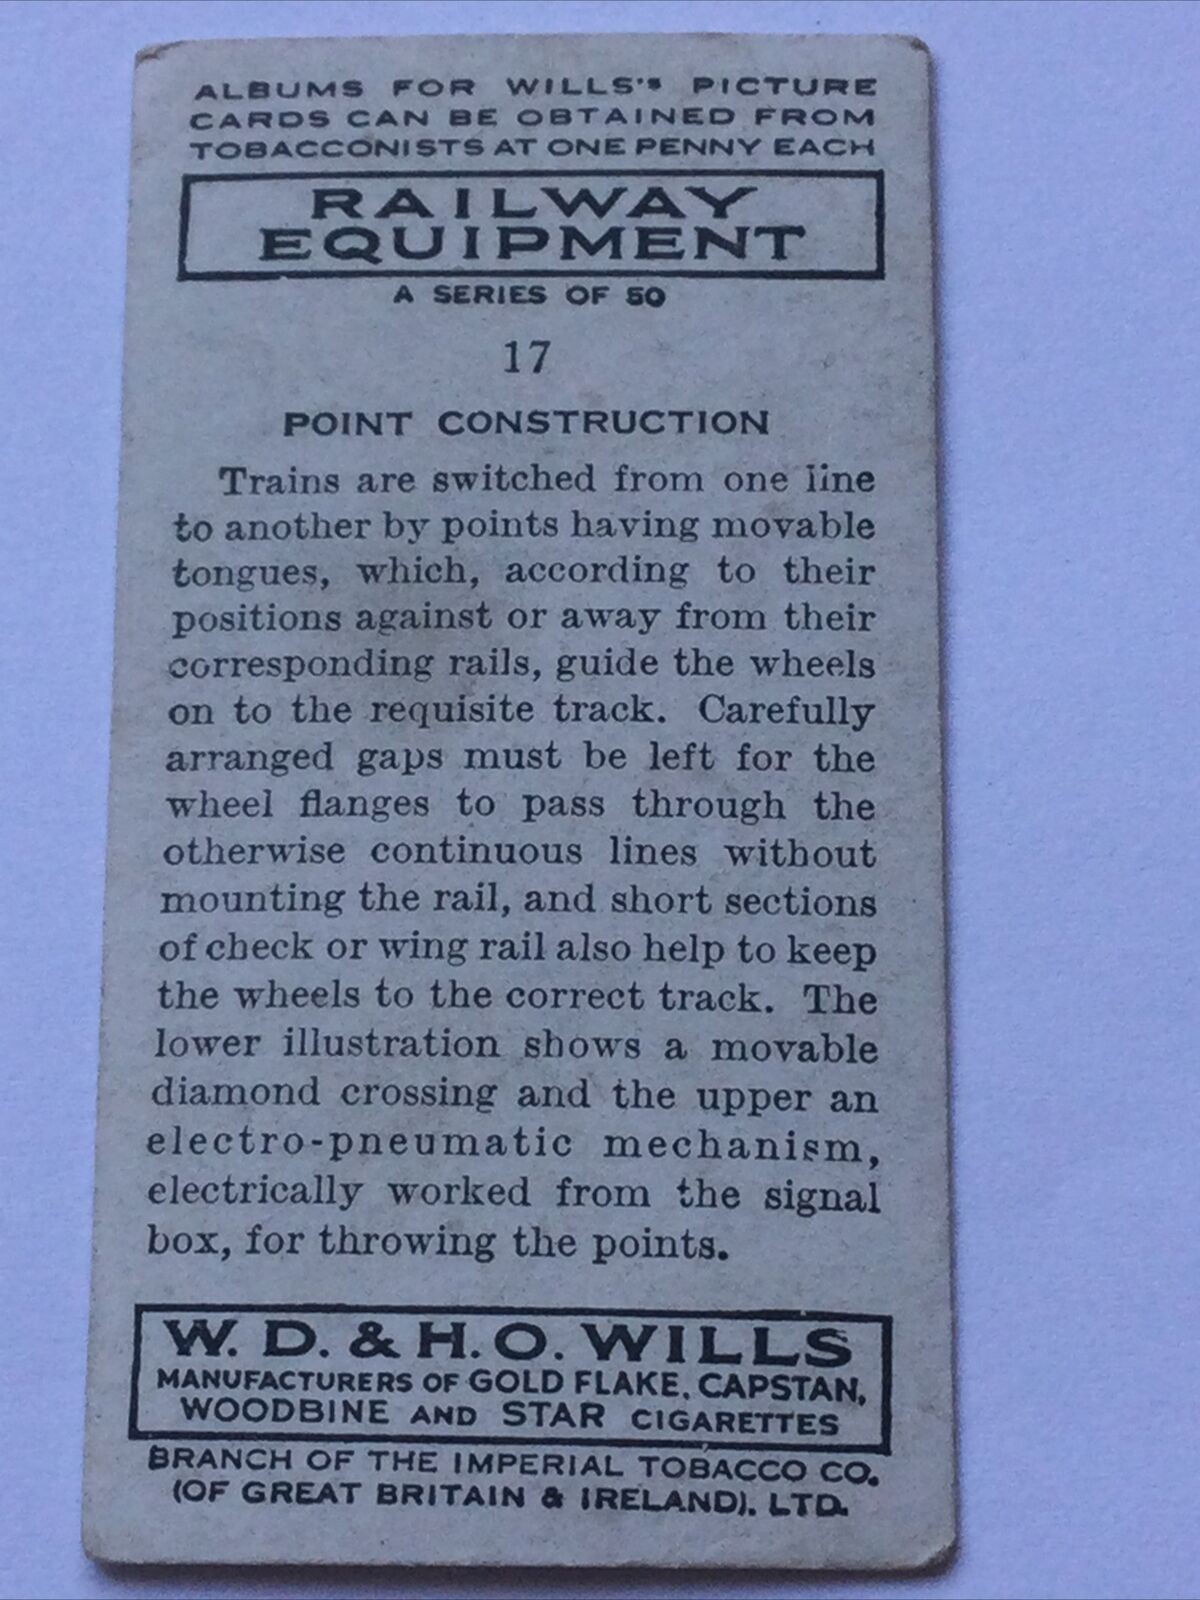 ALBUMS FOR WILLS'S PICTURE
CARDS CAN BE OBTAINED FROM
TOBACCONISTS AT ONE PENNY EACH
RAILWAY
EQUIPMENT
A SERIES OF 50
17
POINT CONSTRUCTION
Trains are switched from one line
to another by points having movable
tongues, which, according to their
positions against or away from their
corresponding rails, guide the wheels
on to the requisite track. Carefully
arranged gaps must be left for the
wheel flanges to pass through the
otherwise continuous lines without
mounting the rail, and short sections
of check or wing rail also help to keep
the wheels to the correct track. The
lower illustration shows a movable
diamond crossing and the upper an
electro-pneumatic mechanism,
electrically worked from the signal
box, for throwing the points.
W. D. & H. O. WILLS
MANUFACTURERS OF GOLD FLAKE, CAPSTAN,
WOODBINE AND STAR CIGARETTES
BRANCH OF THE IMPERIAL TOBACCO CO.
(OF GREAT BRITAIN & IRELAND), LTD.